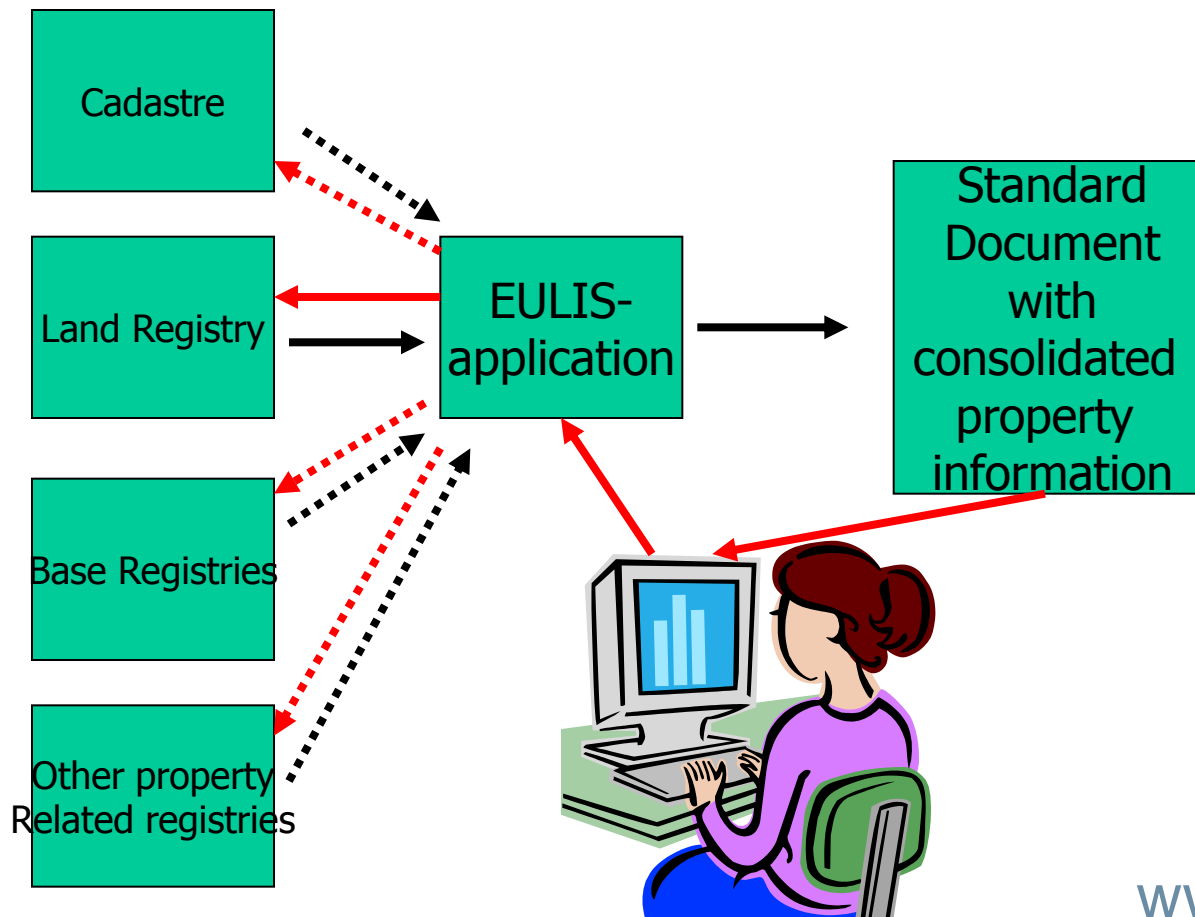 Cadastre
Land Registry
Base Registries
Other property
Related registries
EULIS-
application
Standard
Document
with
consolidated
property
information